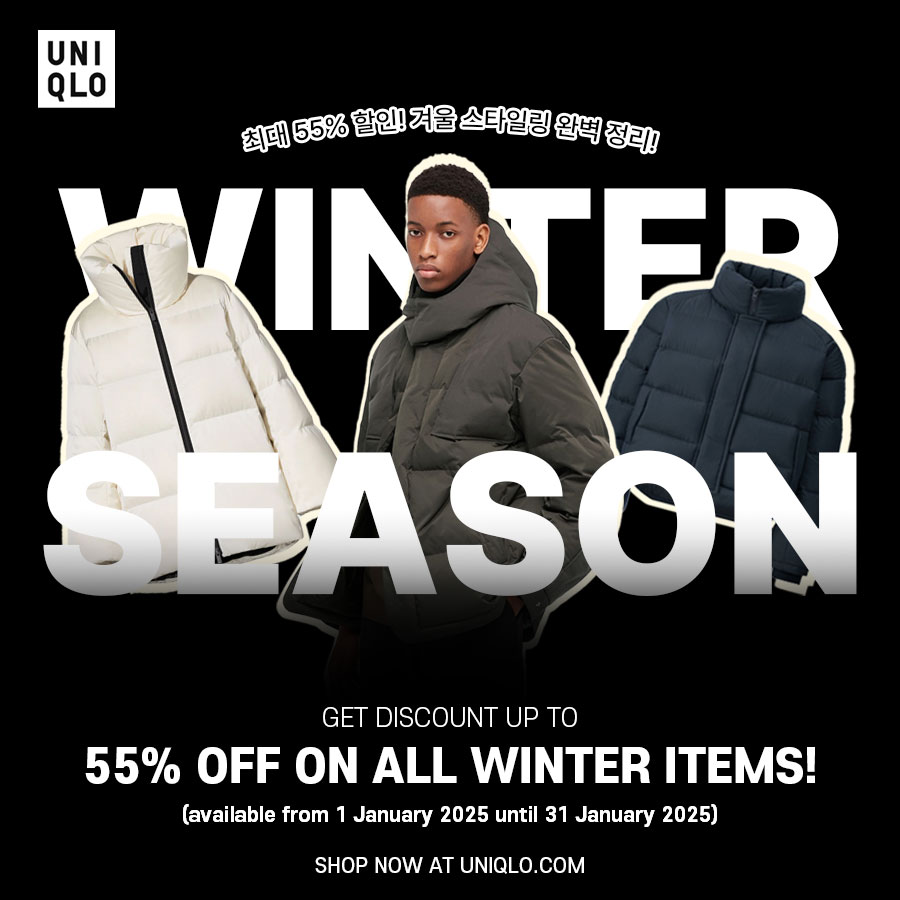 UNI
QLO
최대 55% 할인! 겨울 스타일링 완벽 정리!
WINTER
SEASON
GET DISCOUNT UP TO
55% OFF ON ALL WINTER ITEMS!
(available from 1 January 2025 until 31 January 2025)
SHOP NOW AT UNIQLO.COM